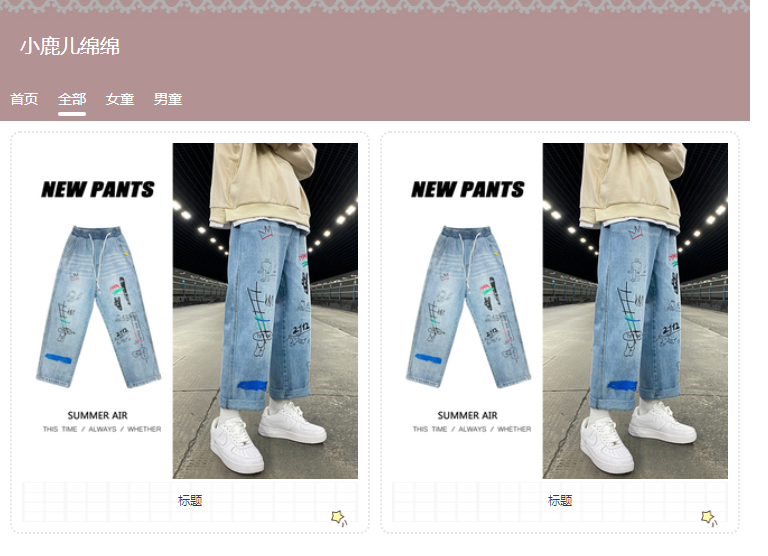 小鹿儿绵绵
首页 全部 女童 男童
NEW PANTS
SUMMER AIR
THIS TIME / ALWAYS / WHETHER
标题
NEW PANTS
SUMMER AIR
THIS TIME / ALWAYS / WHETHER
标题